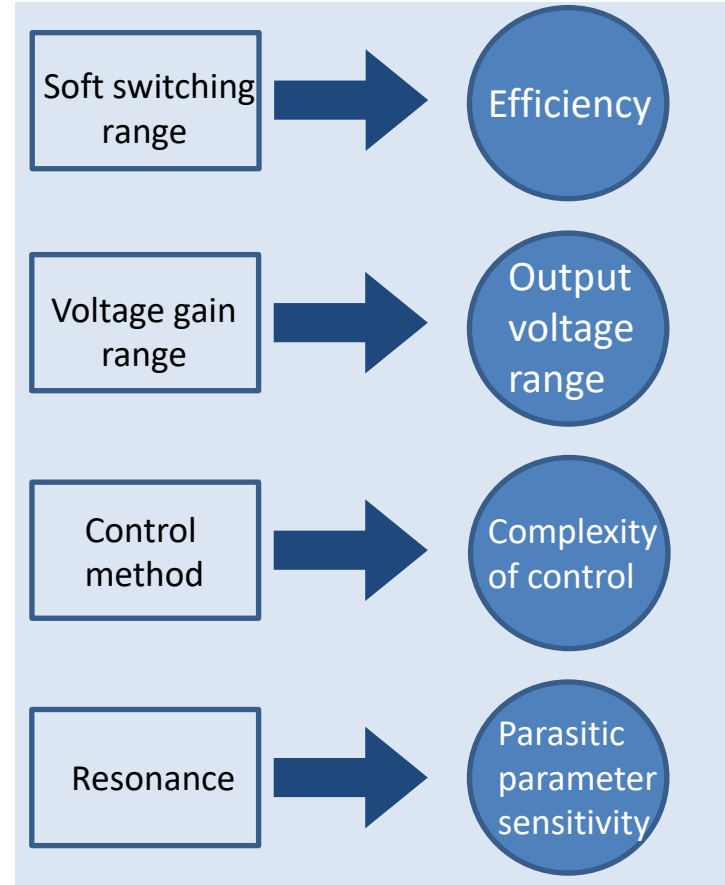 Soft switching
range
Efficiency
Voltage gain
range
Output
voltage
range
Control
method
Complexity
of control
Resonance
Parasitic
parameter
sensitivity